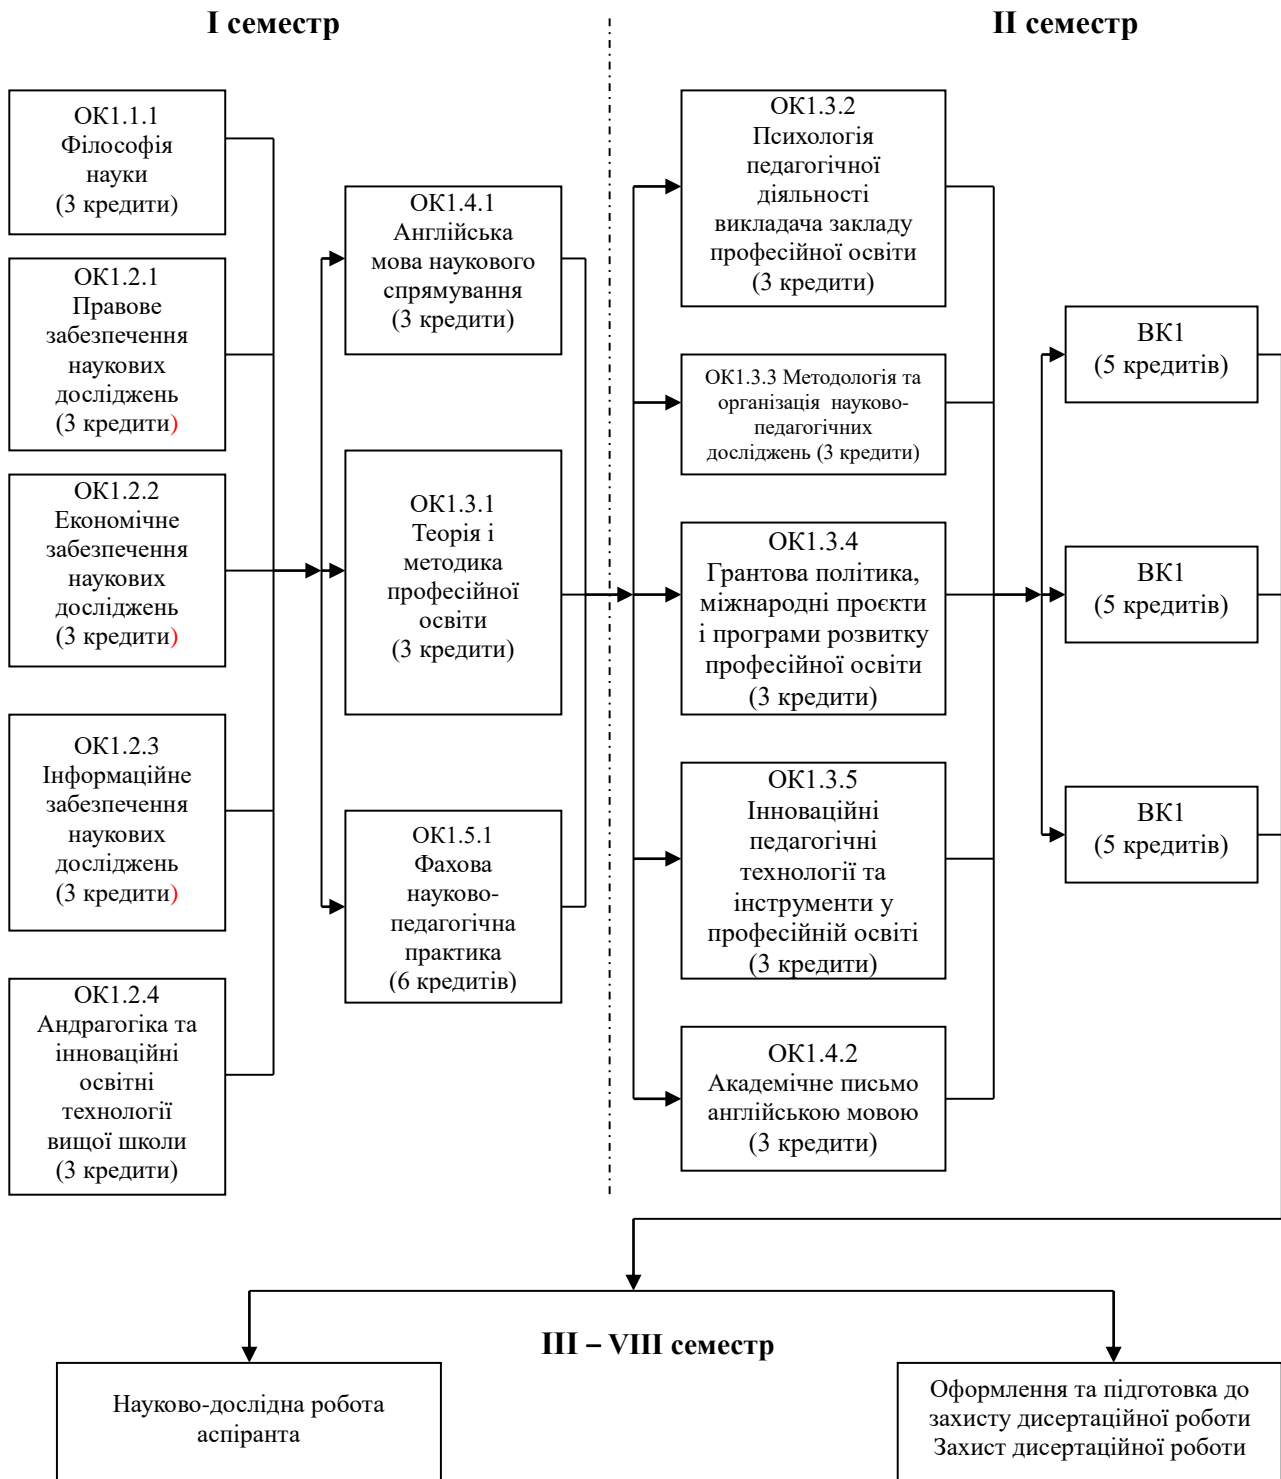 I семестр
II семестр
ОК1.1.1
Філософія
науки
(3 кредити)
ОК1.2.1
Правове
забезпечення
наукових
досліджень
(3 кредити)
ОК1.2.2
Економічне
забезпечення
наукових
досліджень
(3 кредити)
ОК1.2.3
Інформаційне
забезпечення
наукових
досліджень
(3 кредити)
ОК1.2.4
Андрагогіка та
інноваційні
освітні
технології
вищої школи
(3 кредити)
ОК1.4.1
Англійська
мова наукового
спрямування
(3 кредити)
ОК1.3.1
Теорія і
методика
професійної
освіти
(3 кредити)
ОК1.5.1
Фахова
науково-
педагогічна
практика
(6 кредитів)
ОК1.3.2
Психологія
педагогічної
діяльності
викладача закладу
професійної освіти
(3 кредити)
ОК1.3.3 Методологія та
організація науково-
педагогічних
досліджень (3 кредити)
ОК1.3.4
Грантова політика,
міжнародні проєкти
і програми розвитку
професійної освіти
(3 кредити)
ОК1.3.5
Інноваційні
педагогічні
технології та
інструменти у
професійній освіті
(3 кредити)
ОК1.4.2
Академічне письмо
англійською мовою
(3 кредити)
ВК1
(5 кредитів)
ВК1
(5 кредитів)
ВК1
(5 кредитів)
III – VIII семестр
Науково-дослідна робота
аспіранта
Оформлення та підготовка до
захисту дисертаційної роботи
Захист дисертаційної роботи